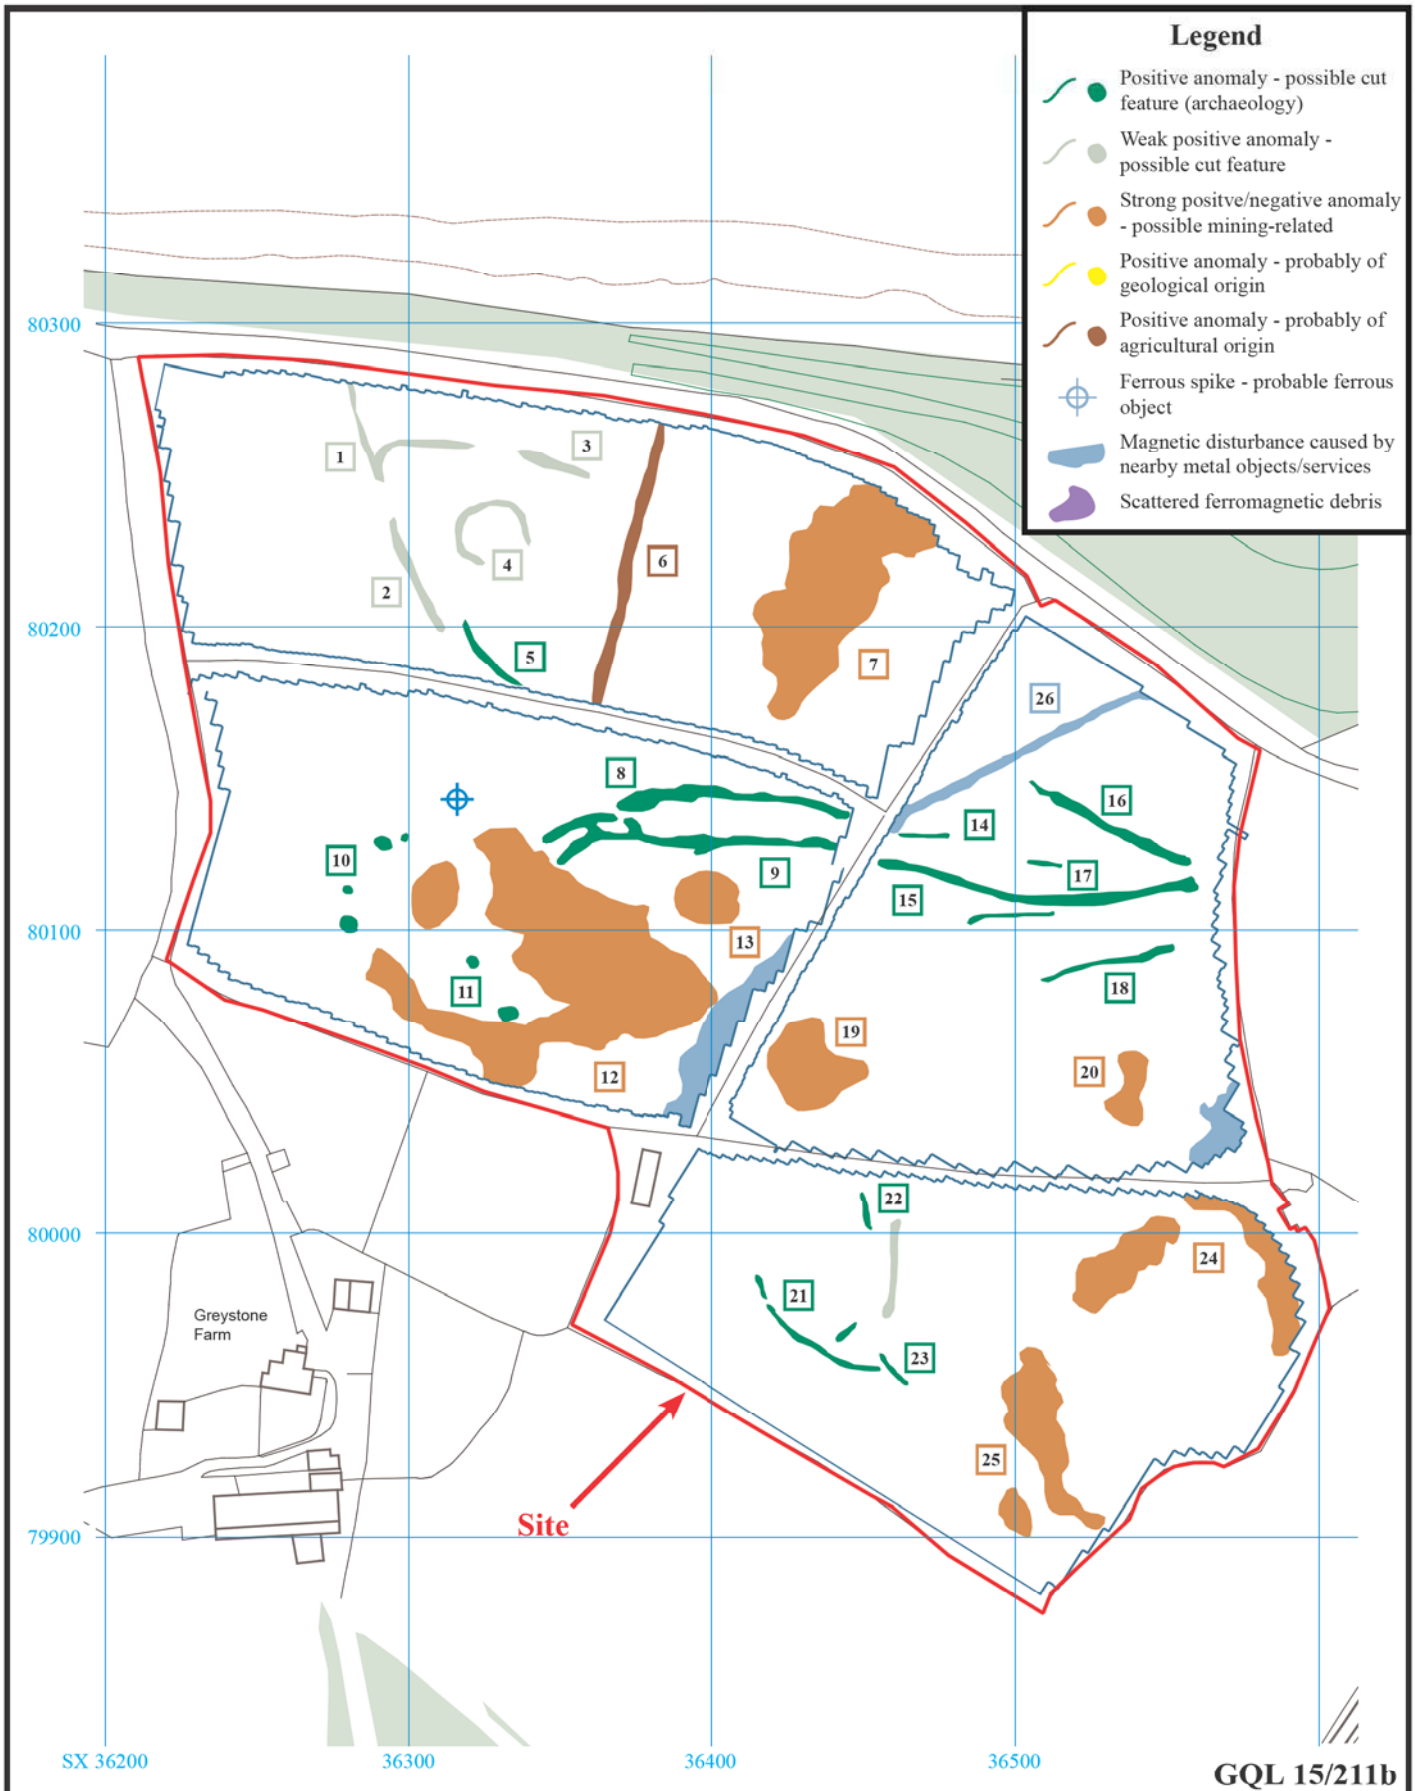 Legend
Positive anomaly - possible cut
feature (archaeology)
Weak positive anomaly -
possible cut feature
Strong positve/negative anomaly
- possible mining-related
Positive anomaly - probably of
geological origin
Positive anomaly - probably of
agricultural origin
Ferrous spike - probable ferrous
object
Magnetic disturbance caused by
nearby metal objects/services
Scattered ferromagnetic debris
80300
1
3
4
6
2
80200
5
7
26
8
16
14
10
17
9
15
80100
13
18
11
19
20
12
22
80000
24
21
Greystone
Farm
23
25
Site
79900
SX 36200
36300
36400
36500
GQL 15/211b